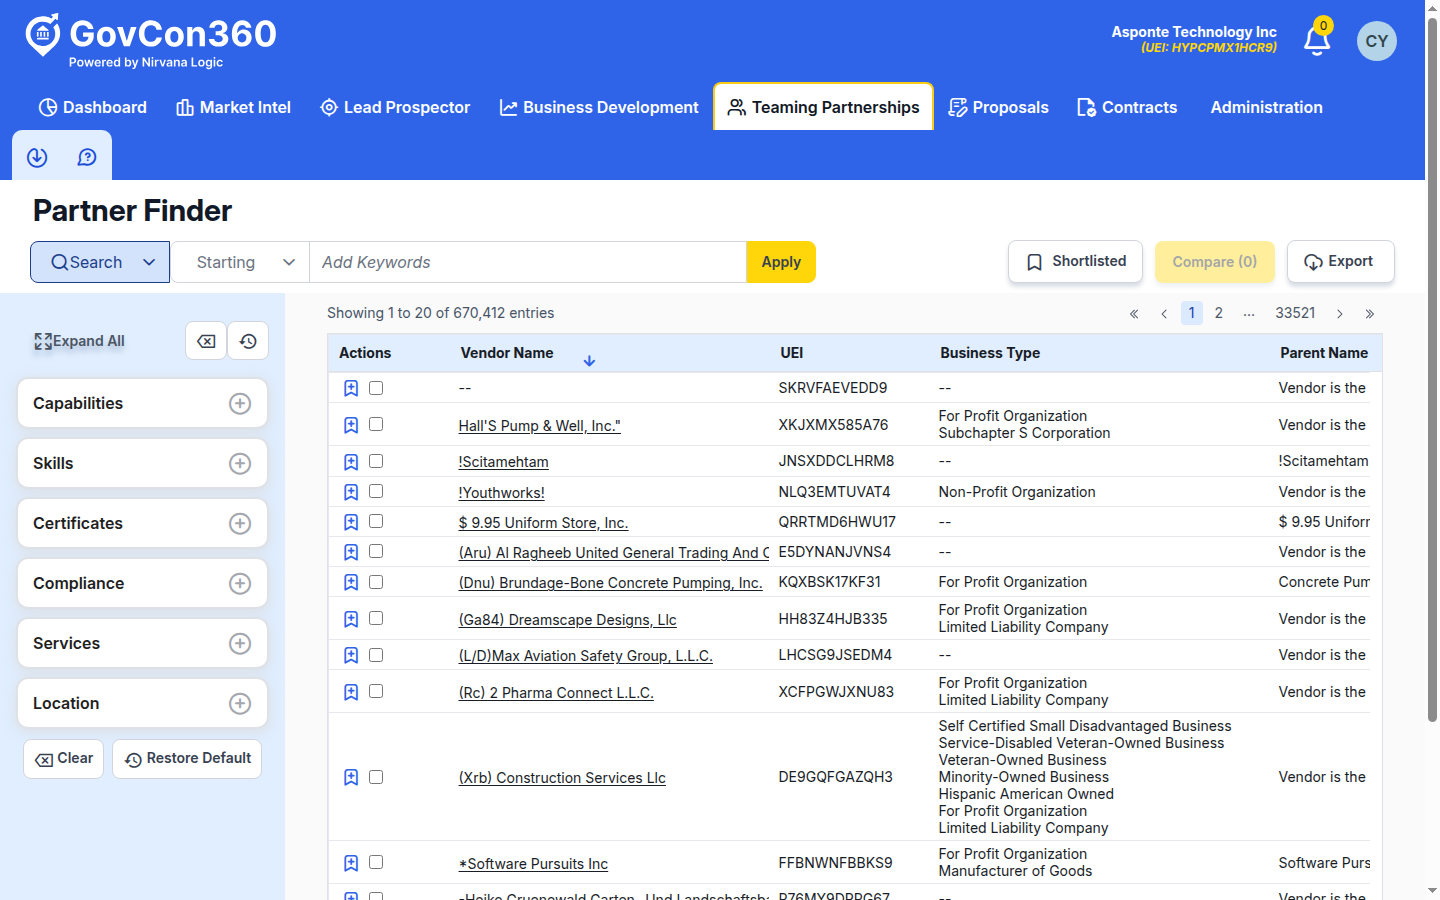 GovCon360
Powered by Nirvana Logic
Asponte Technology Inc
(UEI: HYPCPMX1HCR9)
0
CY
Dashboard
Market Intel
Lead Prospector
Business Development
Teaming Partnerships
Proposals
Contracts
Administration
Partner Finder
Search
Starting
Add Keywords
Apply
Shortlisted
Compare (0)
Export
Expand All
Capabilities
Skills
Certificates
Compliance
Services
Location
Clear
Restore Default
Showing 1 to 20 of 670,412 entries
« ‹ 1 2 ... 33521 › »
Actions Vendor Name UEI Business Type Parent Name
-- SKRVFAEVEDD9 -- Vendor is the
Hall'S Pump & Well, Inc." XKJXMX585A76 For Profit Organization Vendor is the
Subchapter S Corporation
!Scitamehtam JNSXDDCLHRM8 -- !Scitamehtam
!Youthworks! NLQ3EMTUVAT4 Non-Profit Organization Vendor is the
$ 9.95 Uniform Store, Inc. QRRTMD6HWU17 -- $ 9.95 Unifor
(Aru) Al Ragheeb United General Trading And C E5DYNANJVNS4 -- Vendor is the
(Dnu) Brundage-Bone Concrete Pumping, Inc. KQXBSK17KF31 For Profit Organization Concrete Pum
(Ga84) Dreamscape Designs, Llc HH83Z4HJB335 For Profit Organization Vendor is the
Limited Liability Company
(L/D)Max Aviation Safety Group, L.L.C. LHCSG9JSEDM4 -- Vendor is the
(Rc) 2 Pharma Connect L.L.C. XCFPGWJXNU83 For Profit Organization Vendor is the
Limited Liability Company
(Xrb) Construction Services Llc DE9GQFGAZQH3 Self Certified Small Disadvantaged Business Vendor is the
Service-Disabled Veteran-Owned Business
Veteran-Owned Business
Minority-Owned Business
Hispanic American Owned
For Profit Organization
Limited Liability Company
*Software Pursuits Inc FFBNWNFBBKS9 For Profit Organization Software Purs
Manufacturer of Goods
-Heiko Gruenewald Garten- Und Landschaftsba -- Vendor is the